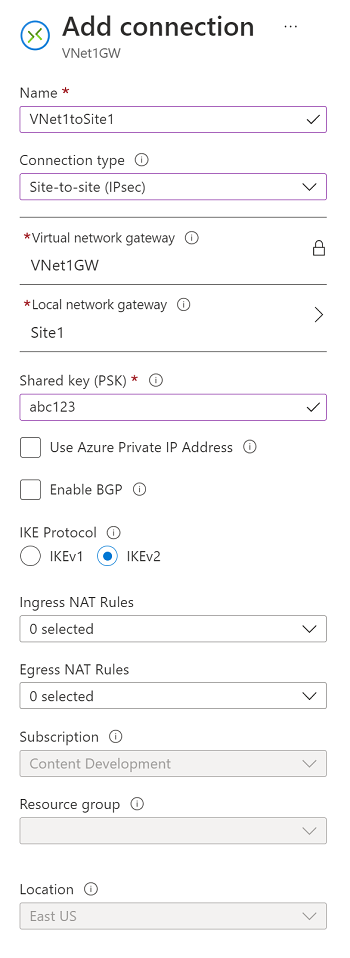 Add connection ...
VNet1GW
Name *
VNet1toSite1
Connection type
Site-to-site (IPsec)
*Virtual network gateway
VNet1GW
*Local network gateway
Site1
Shared key (PSK) *
abc123
Use Azure Private IP Address
Enable BGP
IKE Protocol
IKEv1 IKEv2
Ingress NAT Rules
0 selected
Egress NAT Rules
0 selected
Subscription
Content Development
Resource group
Location
East US